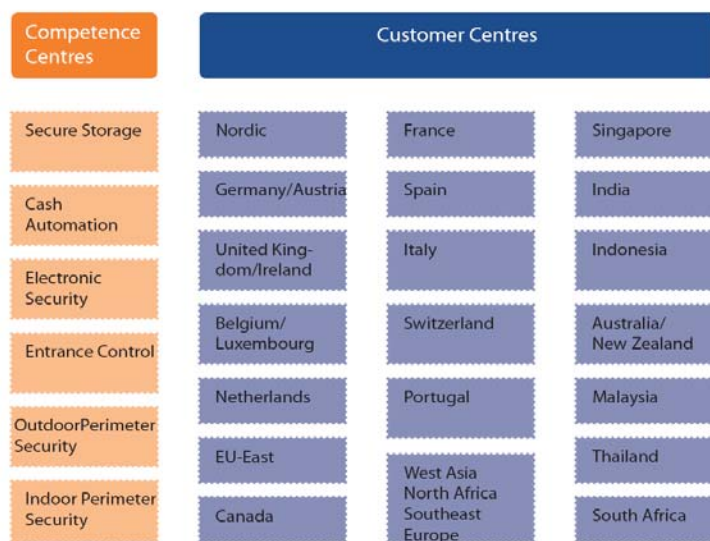 Competence
Centres
Customer Centres
Secure Storage
Cash
Automation
Electronic
Security
Entrance Control
OutdoorPerimeter
Security
Indoor Perimeter
Security
Nordic
Germany/Austria
United King-
dom/Ireland
Belgium/
Luxembourg
Netherlands
EU-East
Canada
France
Spain
Italy
Switzerland
Portugal
West Asia
North Africa
Southeast
Europe
Singapore
India
Indonesia
Australia/
New Zealand
Malaysia
Thailand
South Africa